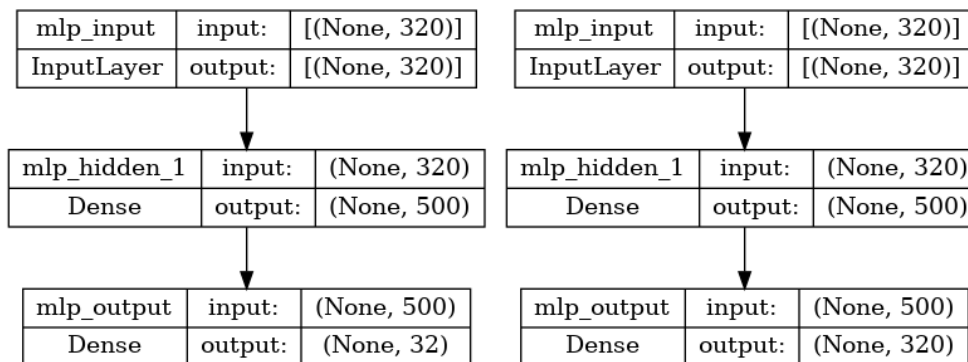 mlp_input input: [(None, 320)]
InputLayer output: [(None, 320)]
mlp_hidden_1 input: (None, 320)
Dense output: (None, 500)
mlp_output input: (None, 500)
Dense output: (None, 32)
mlp_input input: [(None, 320)]
InputLayer output: [(None, 320)]
mlp_hidden_1 input: (None, 320)
Dense output: (None, 500)
mlp_output input: (None, 500)
Dense output: (None, 320)